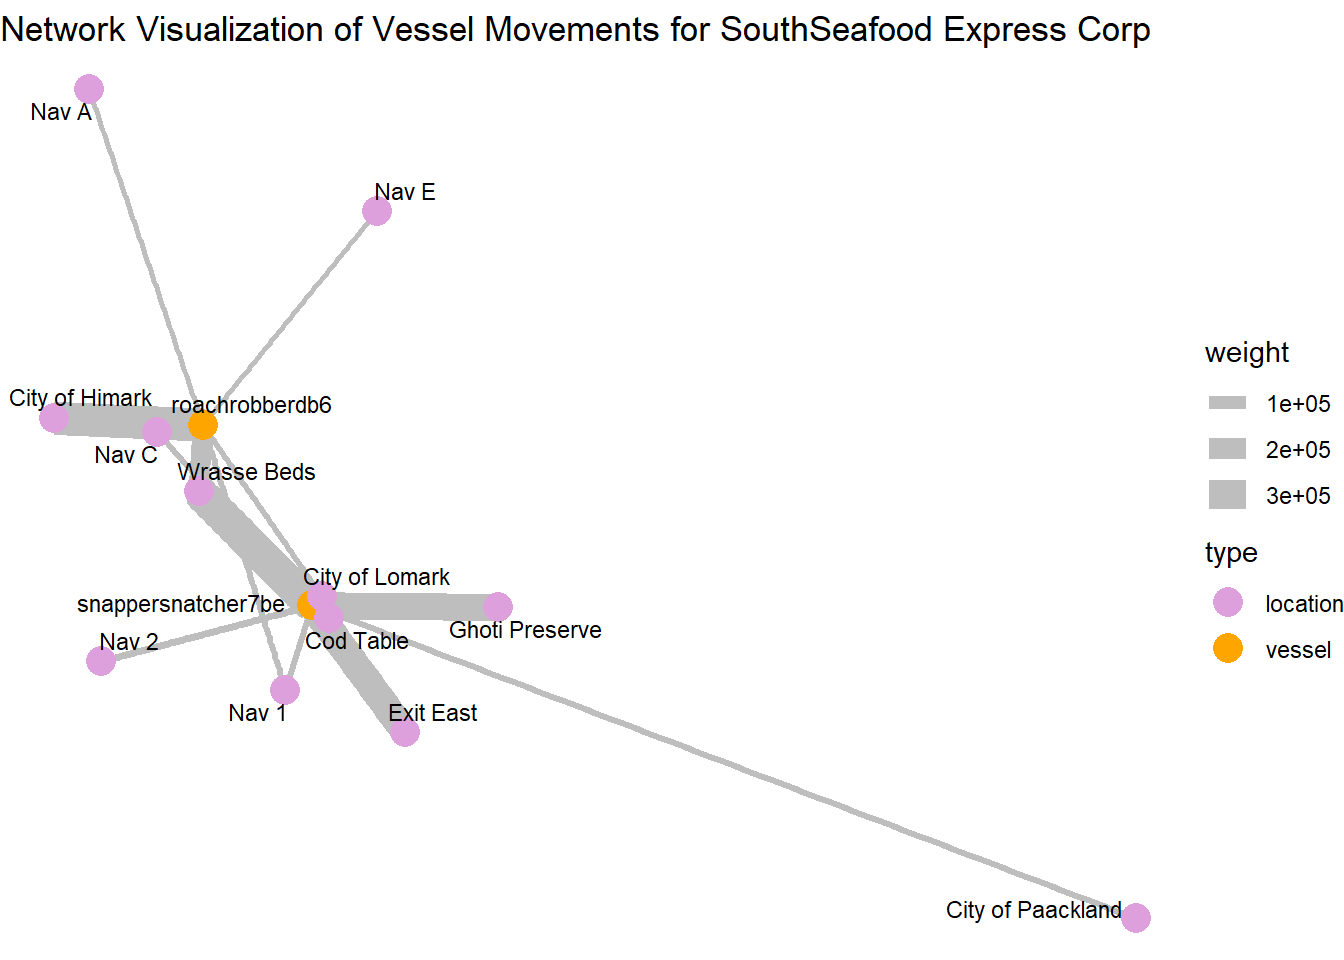 Network Visualization of Vessel Movements for SouthSeafood Express Corp
Nav A
Nav E
City of Himark
roachrobberdb6
Nav C
Wrasse Beds
City of Lomark
snappersnatcher7be
Ghoti Preserve
Cod Table
Nav 2
Nav 1
Exit East
City of Paackland
weight
1e+05
2e+05
3e+05
type
location
vessel